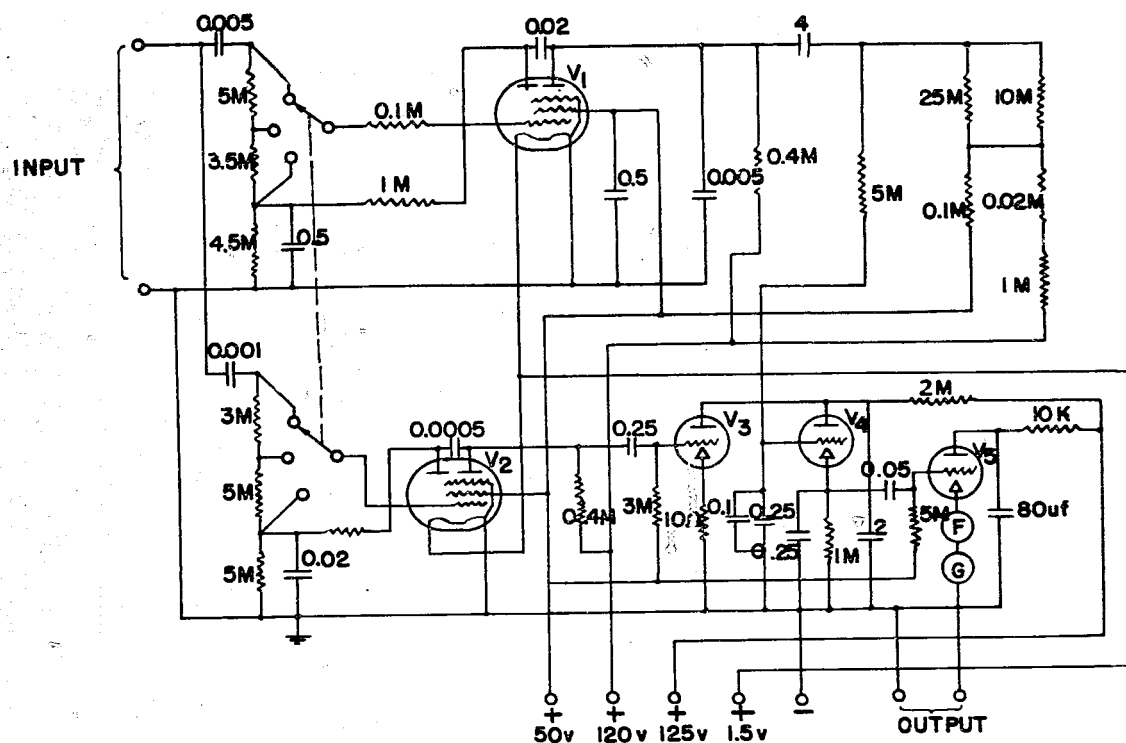 0.005
0.02
4
V1
5M
25M
10M
0.1M
0.4M
INPUT
3.5M
1M
0.5
0.005
5M
0.1M
0.02M
4.5M
0.5
1M
0.001
2M
3M
0.0005
V3
V4
10K
V2
0.25
0.05
V5
5M
0.4M
3M
10Ω
0.1
0.25
0.25
1M
2
5M
F
80uf
0.02
G
5M
+
+
+
+
−
50v
120v
125v
1.5v
OUTPUT